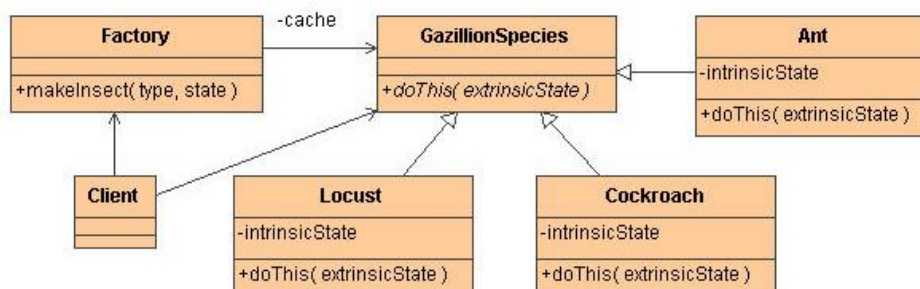 Factory
+makeInsect( type, state )
-cache
GazillionSpecies
+doThis( extrinsicState)
Ant
-intrinsicState
+doThis( extrinsicState )
Client
Locust
-intrinsicState
+doThis( extrinsicState )
Cockroach
-intrinsicState
+doThis( extrinsicState )